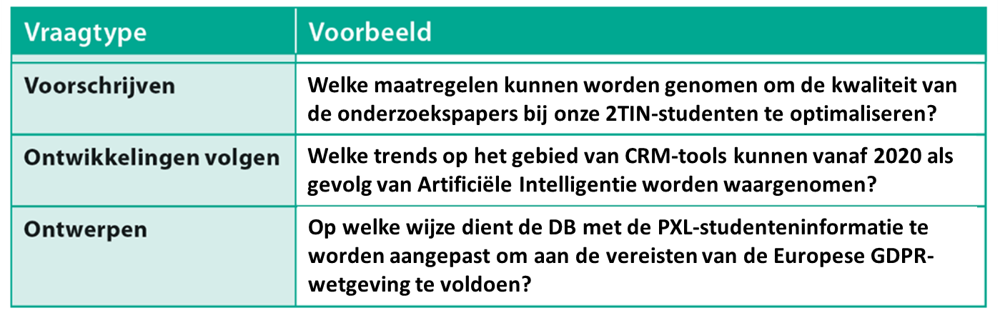 Vraagtype Voorbeeld
Voorschrijven Welke maatregelen kunnen worden genomen om de kwaliteit van
de onderzoekspapers bij onze 2TIN-studenten te optimaliseren?
Ontwikkelingen volgen Welke trends op het gebied van CRM-tools kunnen vanaf 2020 als
gevolg van Artificiële Intelligentie worden waargenomen?
Ontwerpen Op welke wijze dient de DB met de PXL-studenteninformatie te
worden aangepast om aan de vereisten van de Europese GDPR-
wetgeving te voldoen?